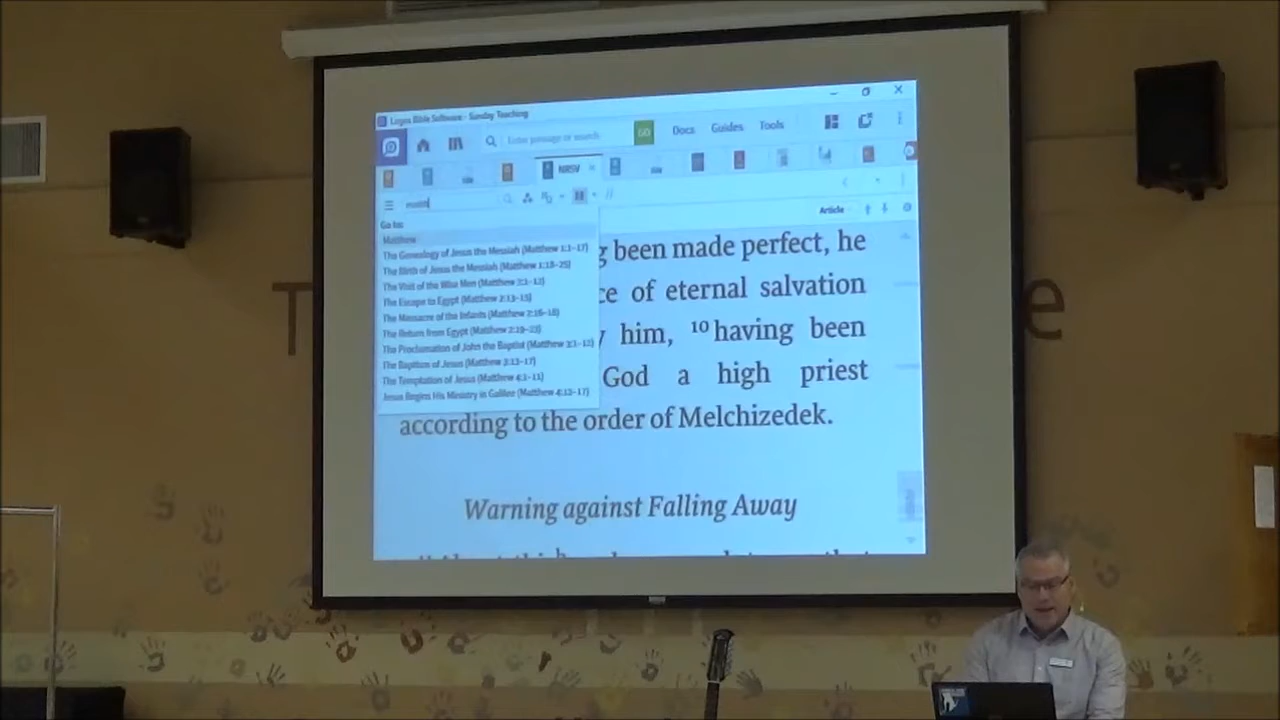 Logos Bible Software - Sunday Teaching
Enter passage or search
GO
Docs
Guides
Tools
NRSV
Article
Go to:
Matthew
The Genealogy of Jesus the Messiah (Matthew 1:1–17)
The Birth of Jesus the Messiah (Matthew 1:18–25)
The Visit of the Wise Men (Matthew 2:1–12)
The Escape to Egypt (Matthew 2:13–15)
The Massacre of the Infants (Matthew 2:16–18)
The Return from Egypt (Matthew 2:19–23)
The Proclamation of John the Baptist (Matthew 3:1–12)
The Baptism of Jesus (Matthew 3:13–17)
The Temptation of Jesus (Matthew 4:1–11)
Jesus Begins His Ministry in Galilee (Matthew 4:12–17)
been made perfect, he
of eternal salvation
him, 10 having been
God a high priest
according to the order of Melchizedek.
Warning against Falling Away
T
e